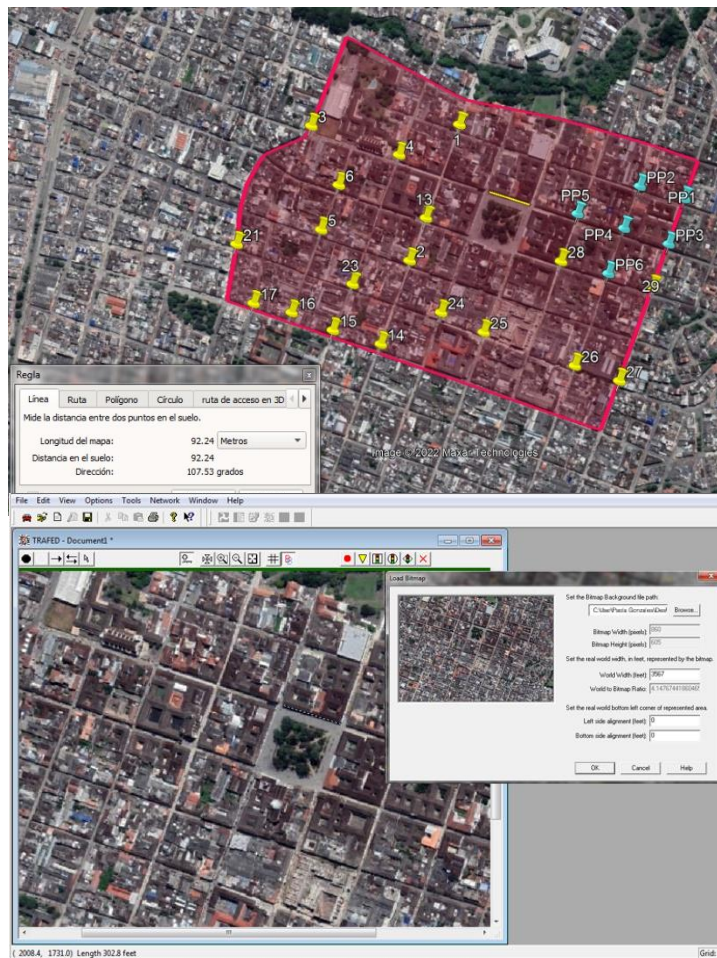 3
1
4
6
PP2
PP1
13
PP5
5
PP4
PP3
21
2
28
PP6
23
29
17
16
24
15
25
14
26
27
Regla
Línea Ruta Polígono Círculo ruta de acceso en 3D
Mide la distancia entre dos puntos en el suelo.
Longitud del mapa: 92.24 Metros
Distancia en el suelo: 92.24
Dirección: 107.53 grados
Image © 2022 Maxar Technologies
File Edit View Options Tools Network Window Help
TRAFED - Document1 *
Load Bitmap
Set the Bitmap Background file path:
Browse...
Bitmap Width (pixels): 860
Bitmap Height (pixels):
Set the real world width, in feet, represented by the bitmap.
World Width (feet): 3567
World to Bitmap Ratio:
Set the real world bottom left corner of represented area.
Left side alignment (feet): 0
Bottom side alignment (feet): 0
OK Cancel Help
( 2008.4, 1731.0) Length 302.8 feet
Grid: